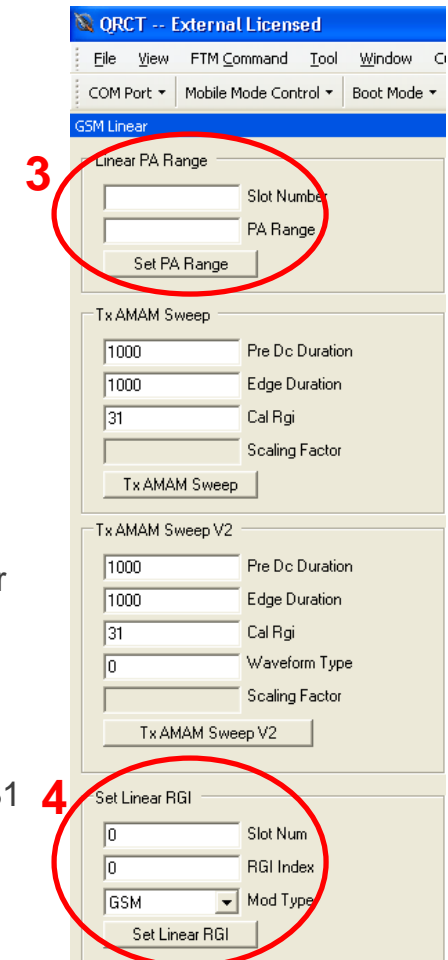 QRCT -- External Licensed
File View FTM Command Tool Window
COM Port Mobile Mode Control Boot Mode
GSM Linear
3
Linear PA Range
Slot Number
PA Range
Set PA Range
Tx AMAM Sweep
1000 Pre Dc Duration
1000 Edge Duration
31 Cal Rgi
Scaling Factor
Tx AMAM Sweep
Tx AMAM Sweep V2
r
1000 Pre Dc Duration
1000 Edge Duration
31 Cal Rgi
0 Waveform Type
Scaling Factor
Tx AMAM Sweep V2
4
Set Linear RGI
0 Slot Num
0 RGI Index
GSM Mod Type
Set Linear RGI